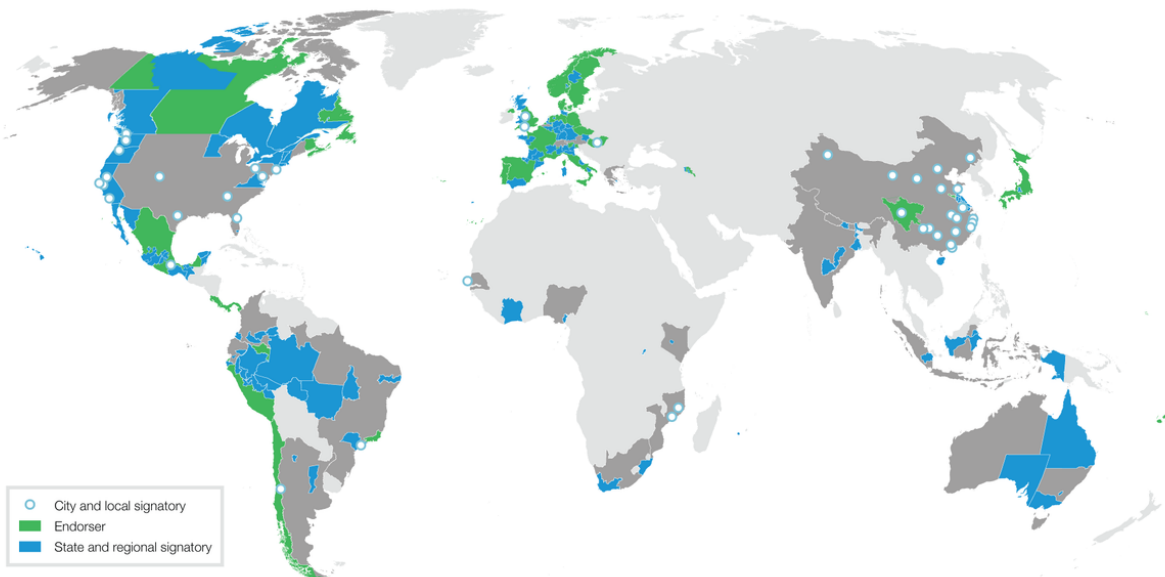 City and local signatory
Endorser
State and regional signatory